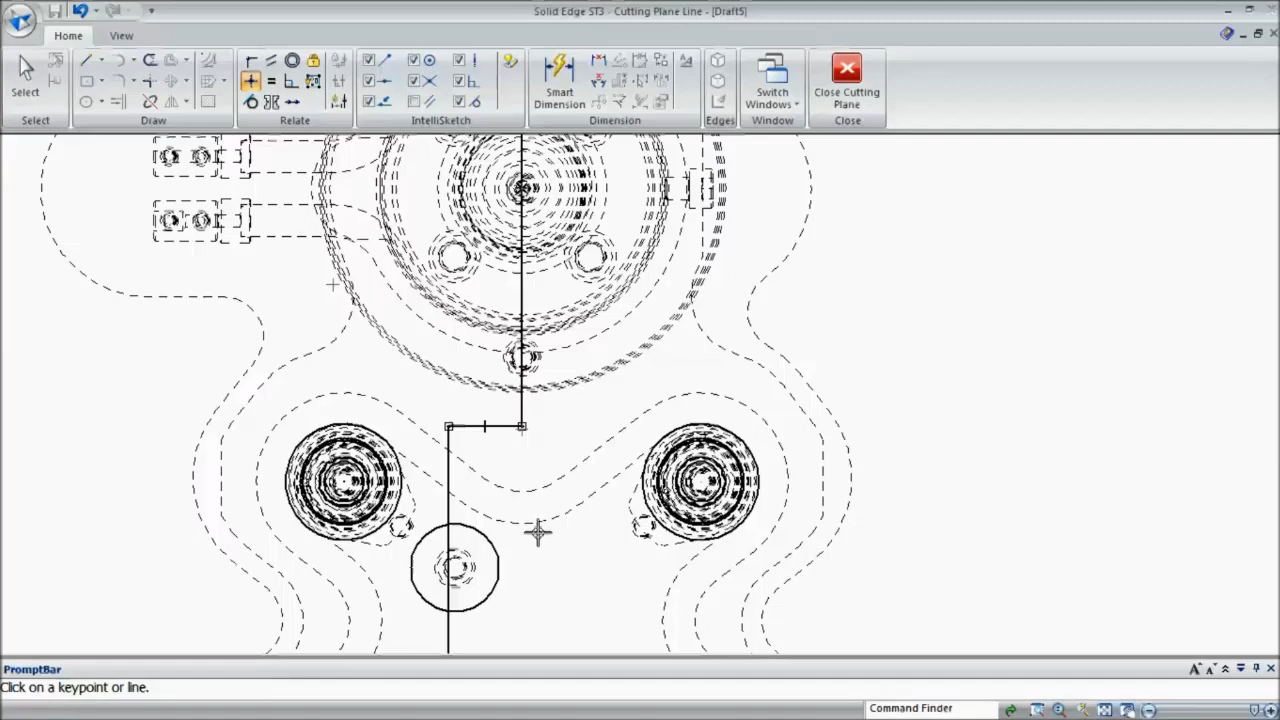 Solid Edge ST3 - Cutting Plane Line - [Draft5]
Home View
Select
Smart Dimension
Switch Windows
Close Cutting Plane
Select Draw Relate IntelliSketch Dimension Edges Window Close
PromptBar
Click on a keypoint or line.
Command Finder